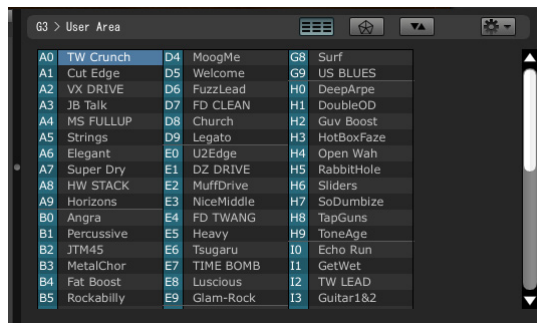 G3 > User Area
A0 TW Crunch D4 MoogMe G8 Surf
A1 Cut Edge D5 Welcome G9 US BLUES
A2 VX DRIVE D6 FuzzLead H0 DeepArpe
A3 JB Talk D7 FD CLEAN H1 DoubleOD
A4 MS FULLUP D8 Church H2 Guv Boost
A5 Strings D9 Legato H3 HotBoxFaze
A6 Elegant E0 U2Edge H4 Open Wah
A7 Super Dry E1 DZ DRIVE H5 RabbitHole
A8 HW STACK E2 MuffDrive H6 Sliders
A9 Horizons E3 NiceMiddle H7 SoDumbize
B0 Angra E4 FD TWANG H8 TapGuns
B1 Percussive E5 Heavy H9 ToneAge
B2 JTM45 E6 Tsugaru I0 Echo Run
B3 MetalChor E7 TIME BOMB I1 GetWet
B4 Fat Boost E8 Luscious I2 TW LEAD
B5 Rockabilly E9 Glam-Rock I3 Guitar1&2